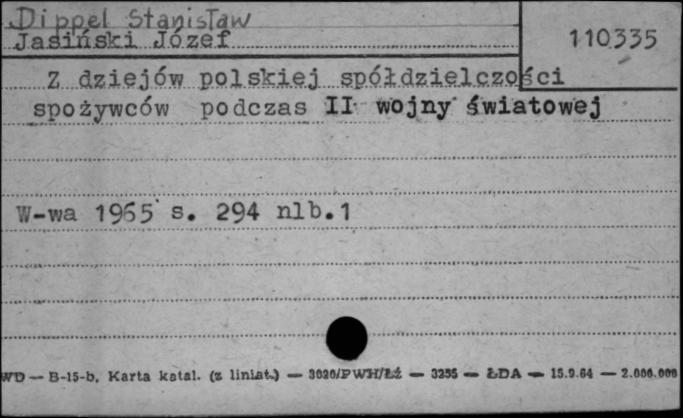 Dippel Stanisław
Jasiński Józef
110335
Z dziejów polskiej spółdzielczości
spożywców podczas II wojny światowej
W-wa 1965 s. 294 nlb.1
WD — B-15-b. Karta katal. (z liniat.) — 3020/PWH/ŁŹ — 3255 — ŁDA — 15.9.64 — 2.000.000